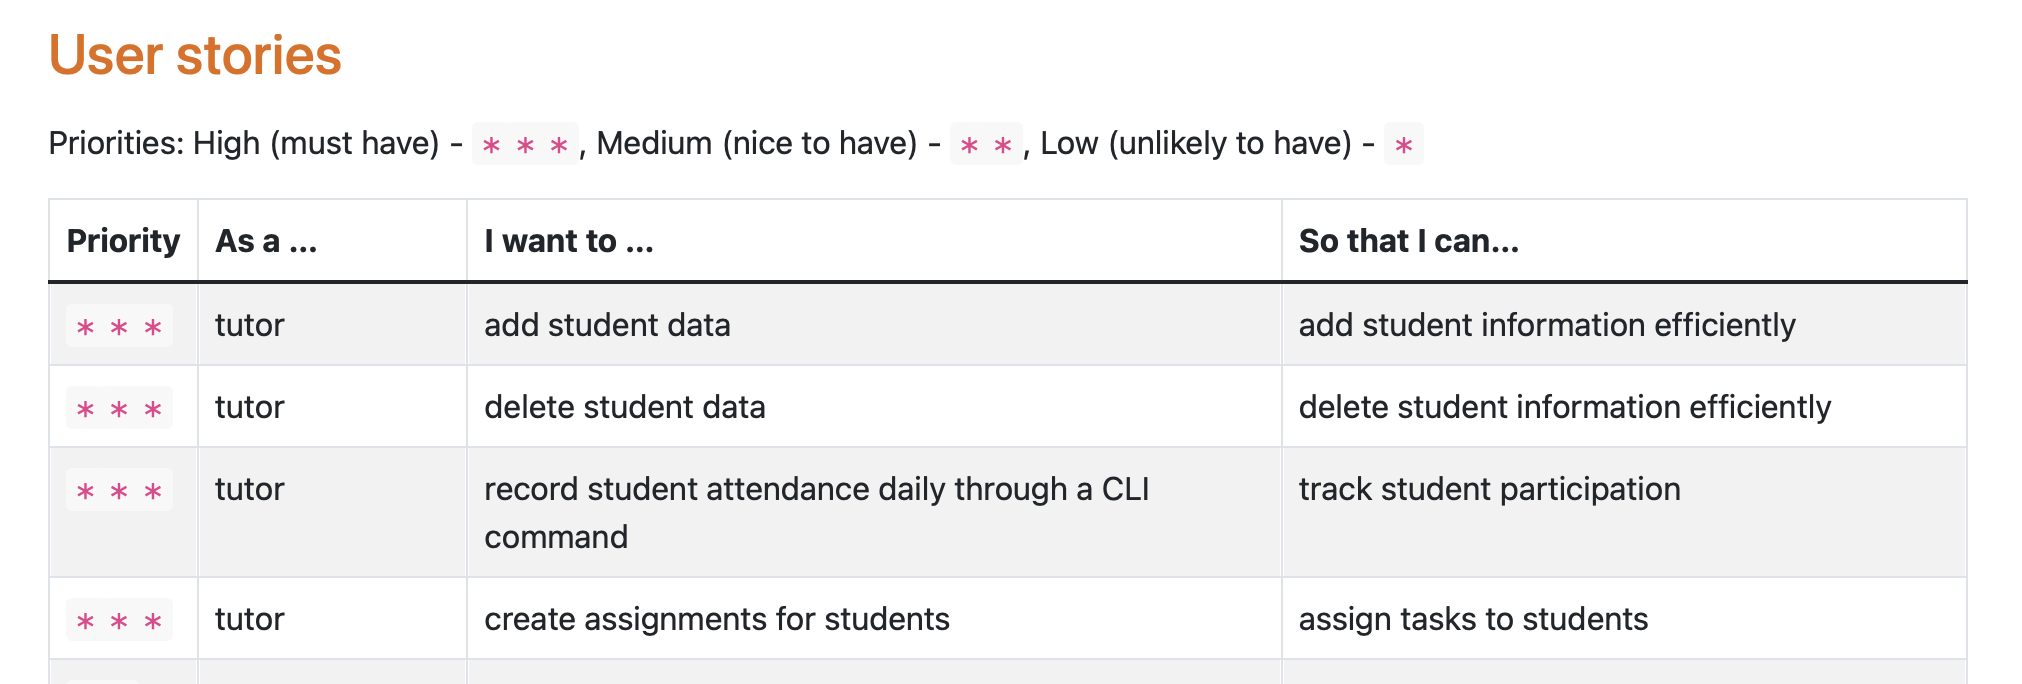 User stories
Priorities: High (must have) - * * *, Medium (nice to have) - * *, Low (unlikely to have) - *
Priority As a ... I want to ... So that I can...
* * * tutor add student data add student information efficiently
* * * tutor delete student data delete student information efficiently
* * * tutor record student attendance daily through a CLI track student participation
command
* * * tutor create assignments for students assign tasks to students